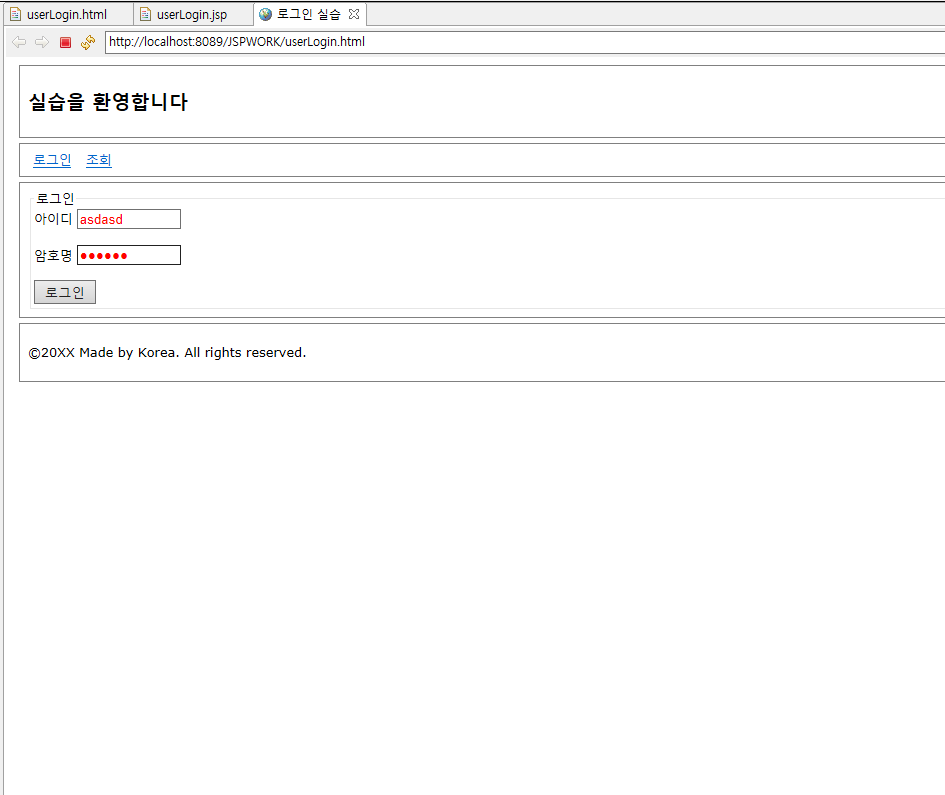 userLogin.html userLogin.jsp 로그인 실습
http://localhost:8089/JSPWORK/userLogin.html
실습을 환영합니다
로그인 조회
로그인
아이디 asdasd
암호명 ●●●●●●
로그인
©20XX Made by Korea. All rights reserved.